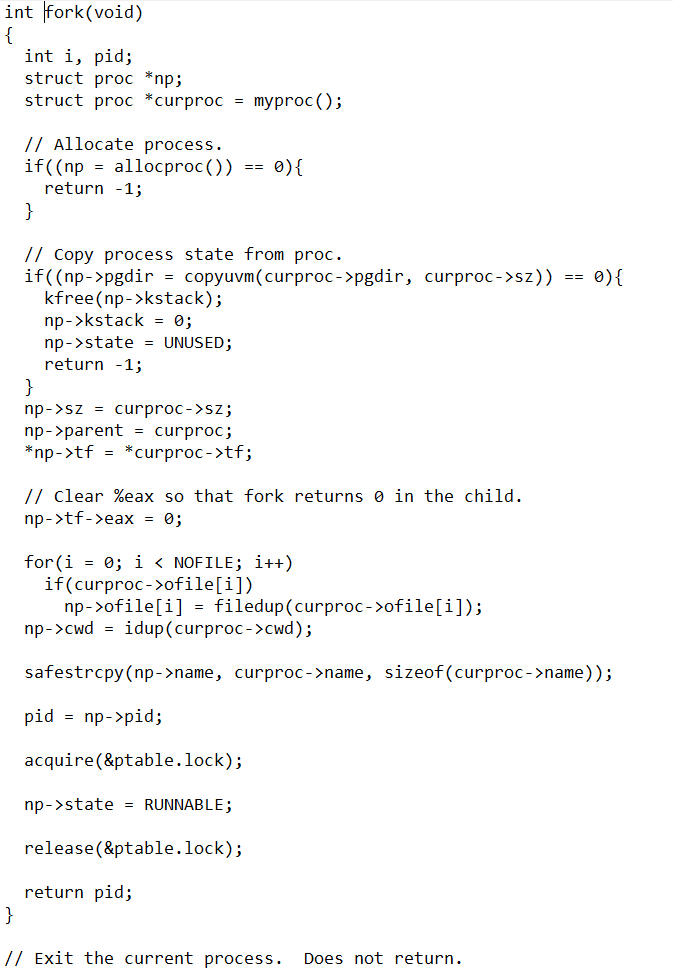 int fork(void)
{
  int i, pid;
  struct proc *np;
  struct proc *curproc = myproc();

  // Allocate process.
  if((np = allocproc()) == 0){
    return -1;
  }

  // Copy process state from proc.
  if((np->pgdir = copyuvm(curproc->pgdir, curproc->sz)) == 0){
    kfree(np->kstack);
    np->kstack = 0;
    np->state = UNUSED;
    return -1;
  }
  np->sz = curproc->sz;
  np->parent = curproc;
  *np->tf = *curproc->tf;

  // Clear %eax so that fork returns 0 in the child.
  np->tf->eax = 0;

  for(i = 0; i < NOFILE; i++)
    if(curproc->ofile[i])
      np->ofile[i] = filedup(curproc->ofile[i]);
  np->cwd = idup(curproc->cwd);

  safestrcpy(np->name, curproc->name, sizeof(curproc->name));

  pid = np->pid;

  acquire(&ptable.lock);

  np->state = RUNNABLE;

  release(&ptable.lock);

  return pid;
}

// Exit the current process.  Does not return.